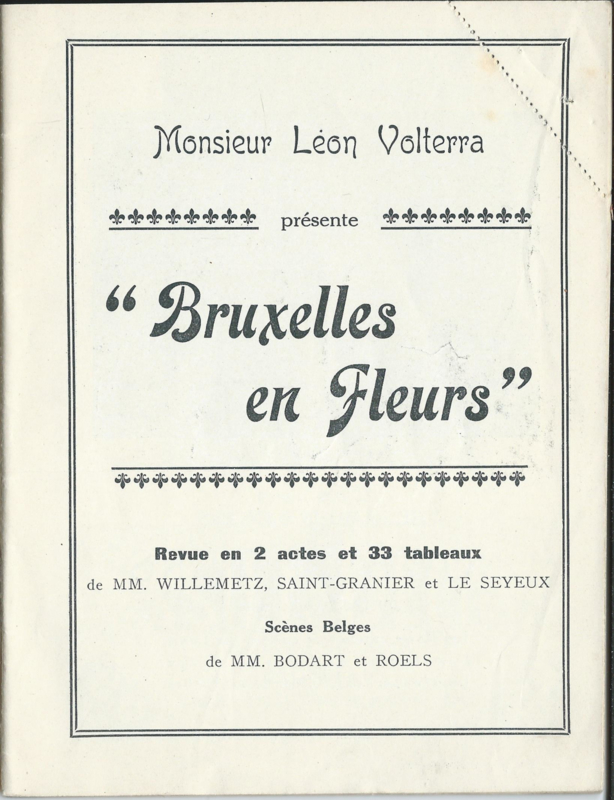 Monsieur Léon Volterra
présente
“Bruxelles
en Fleurs”
Revue en 2 actes et 33 tableaux
de MM. WILLEMETZ, SAINT-GRANIER et LE SEYEUX
Scènes Belges
de MM. BODART et ROELS